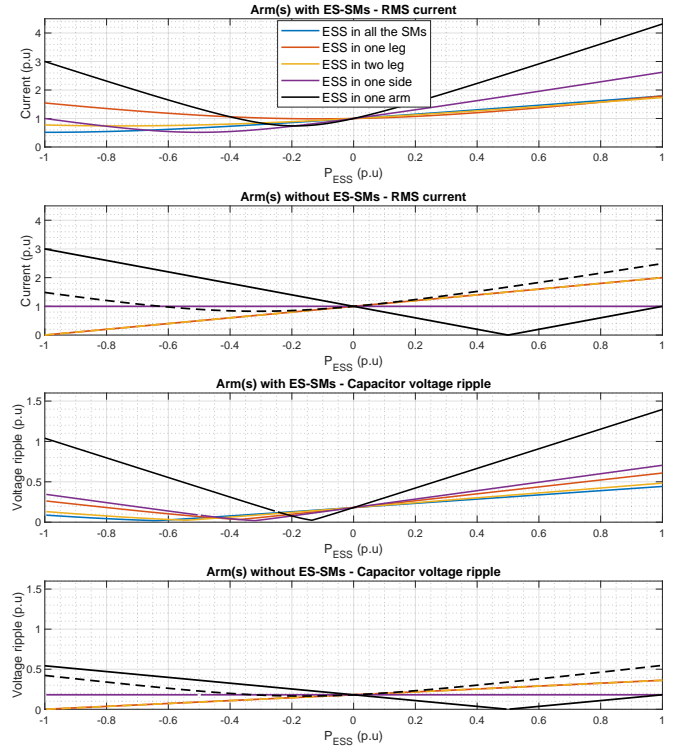 Arm(s) with ES-SMs - RMS current
4
3
2
1
0
Current (p.u)
ESS in all the SMs
ESS in one leg
ESS in two leg
ESS in one side
ESS in one arm
-1 -0.8 -0.6 -0.4 -0.2 0 0.2 0.4 0.6 0.8 1
P_ESS (p.u)
Arm(s) without ES-SMs - RMS current
4
3
2
1
0
Current (p.u)
-1 -0.8 -0.6 -0.4 -0.2 0 0.2 0.4 0.6 0.8 1
P_ESS (p.u)
Arm(s) with ES-SMs - Capacitor voltage ripple
1.5
1
0.5
0
Voltage ripple (p.u)
-1 -0.8 -0.6 -0.4 -0.2 0 0.2 0.4 0.6 0.8 1
P_ESS (p.u)
Arm(s) without ES-SMs - Capacitor voltage ripple
1.5
1
0.5
0
Voltage ripple (p.u)
-1 -0.8 -0.6 -0.4 -0.2 0 0.2 0.4 0.6 0.8 1
P_ESS (p.u)